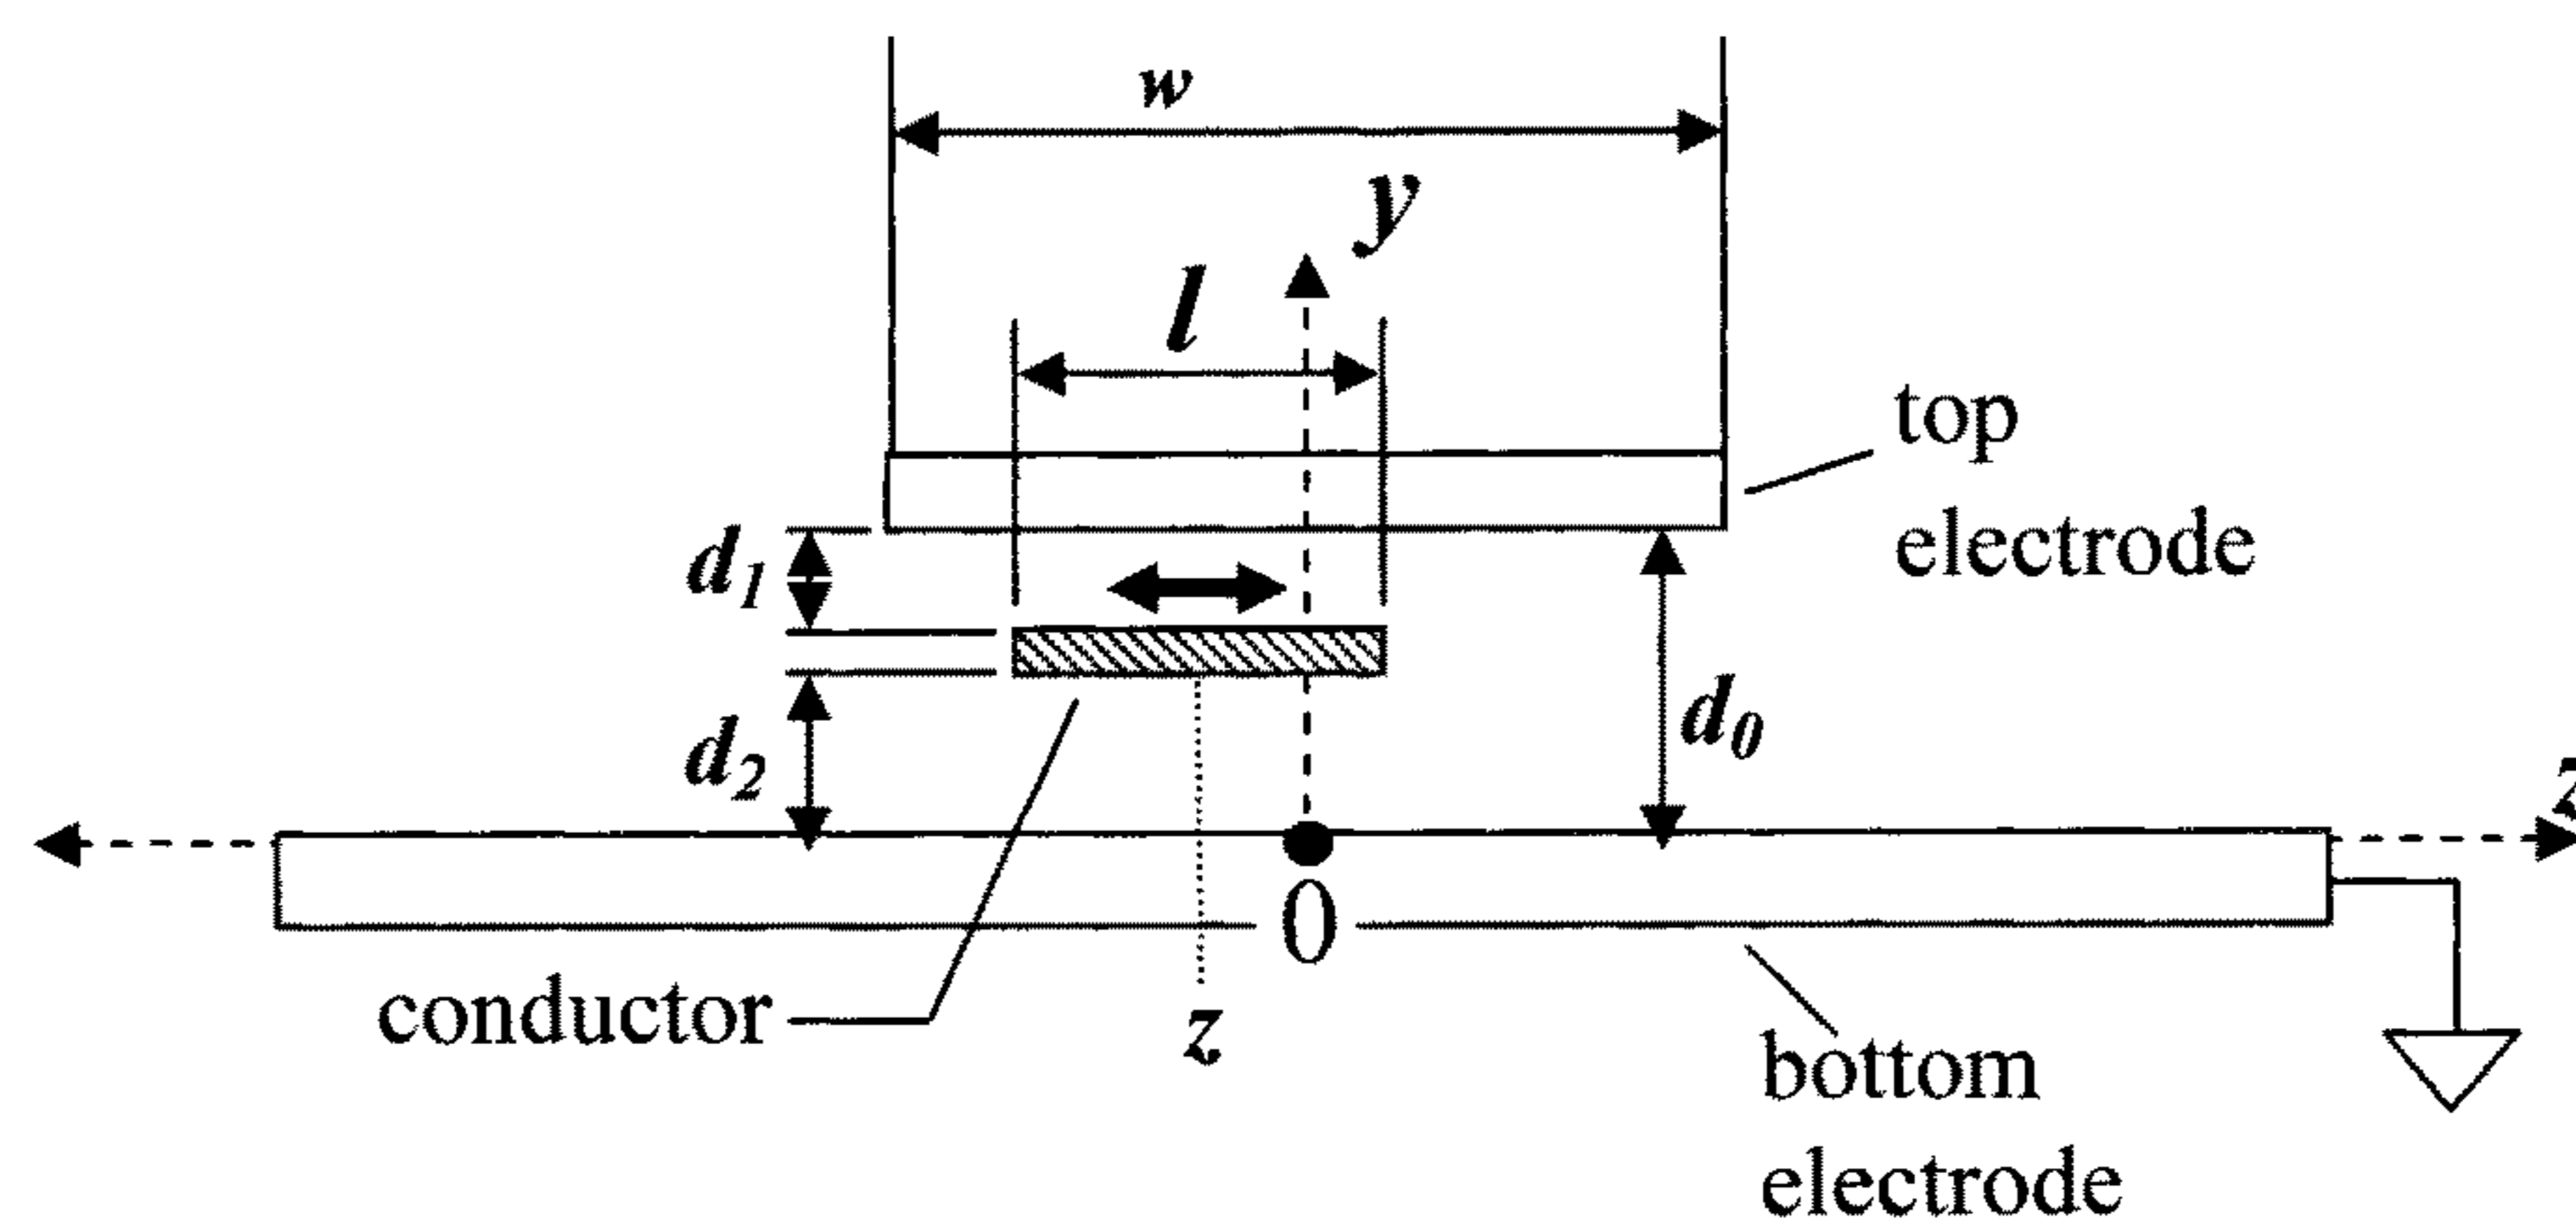 w
y
l
top
electrode
d1
d2
d0
z
0
conductor
z
bottom
electrode